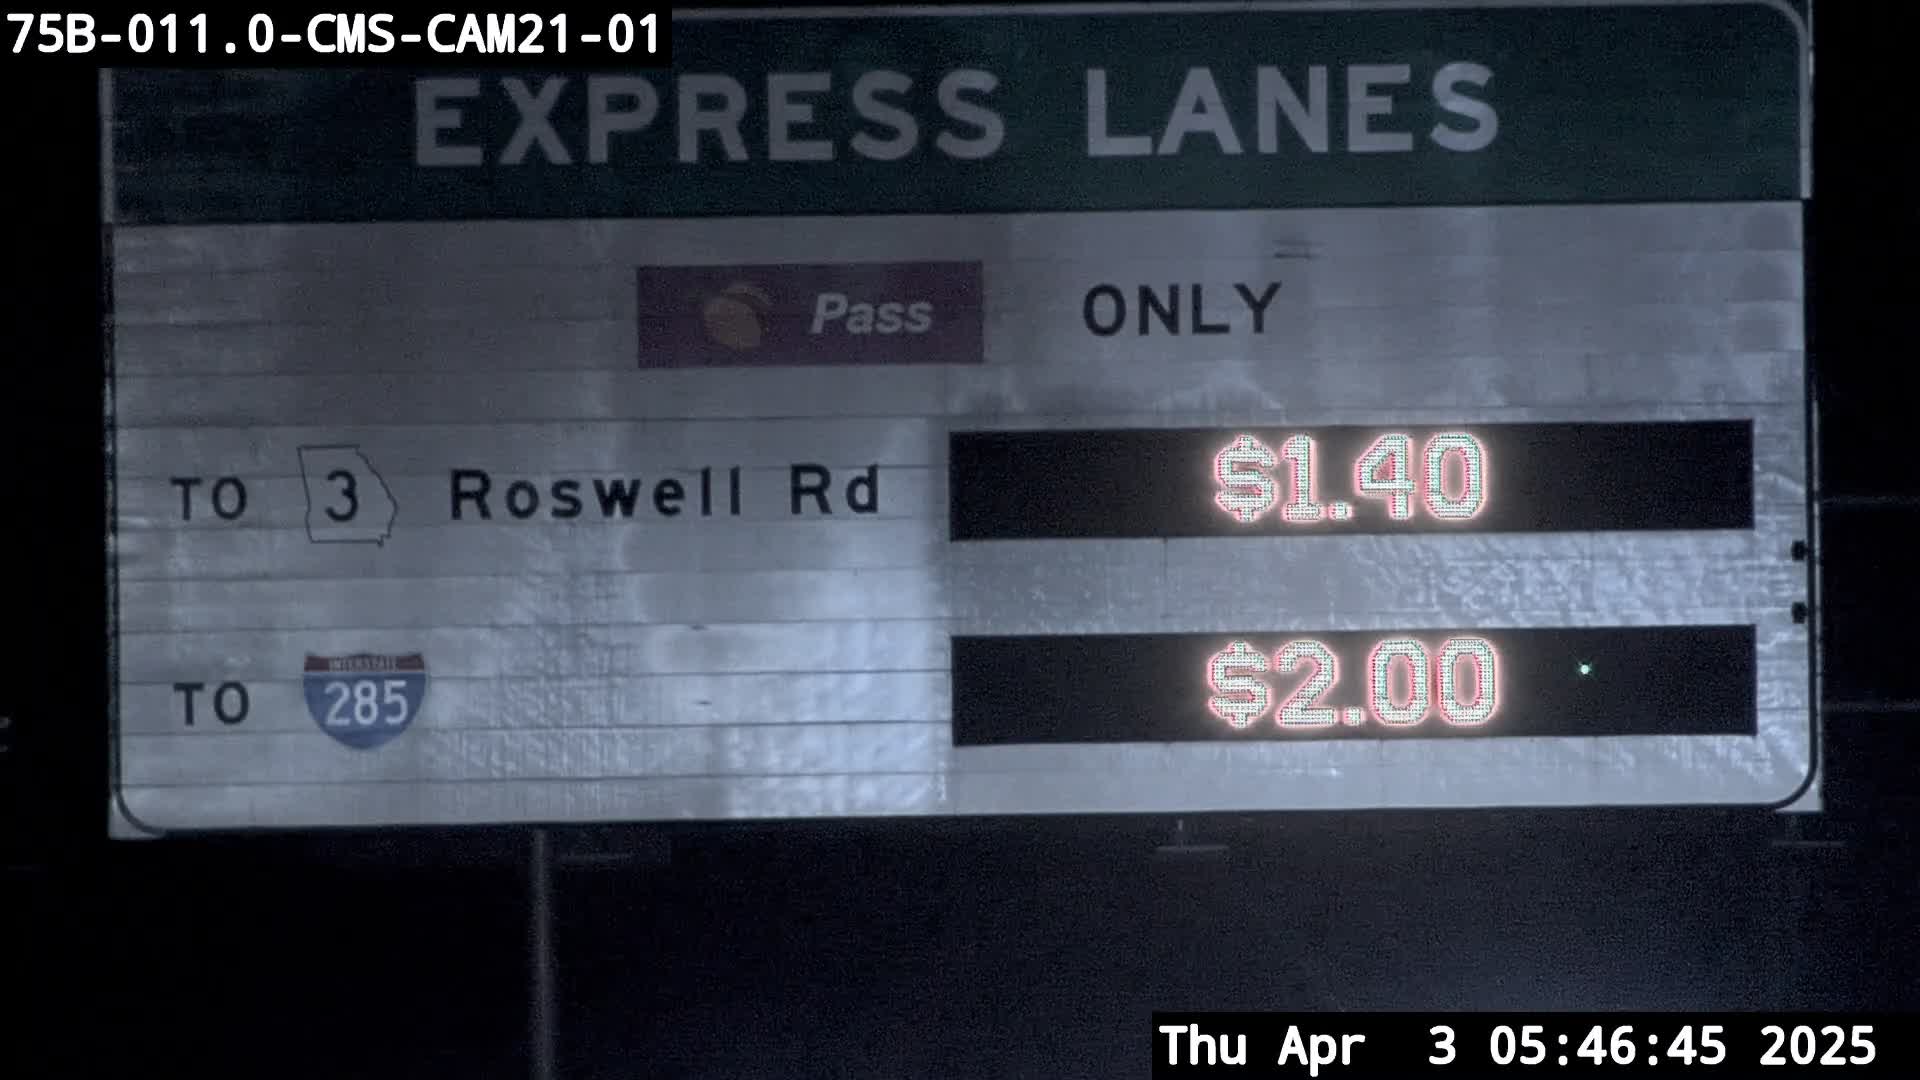 75B-011.0-CMS-CAM21-01
EXPRESS LANES
Pass ONLY
TO 3 Roswell Rd $1.40
TO INTERSTATE 285 $2.00
Thu Apr 3 05:46:45 2025